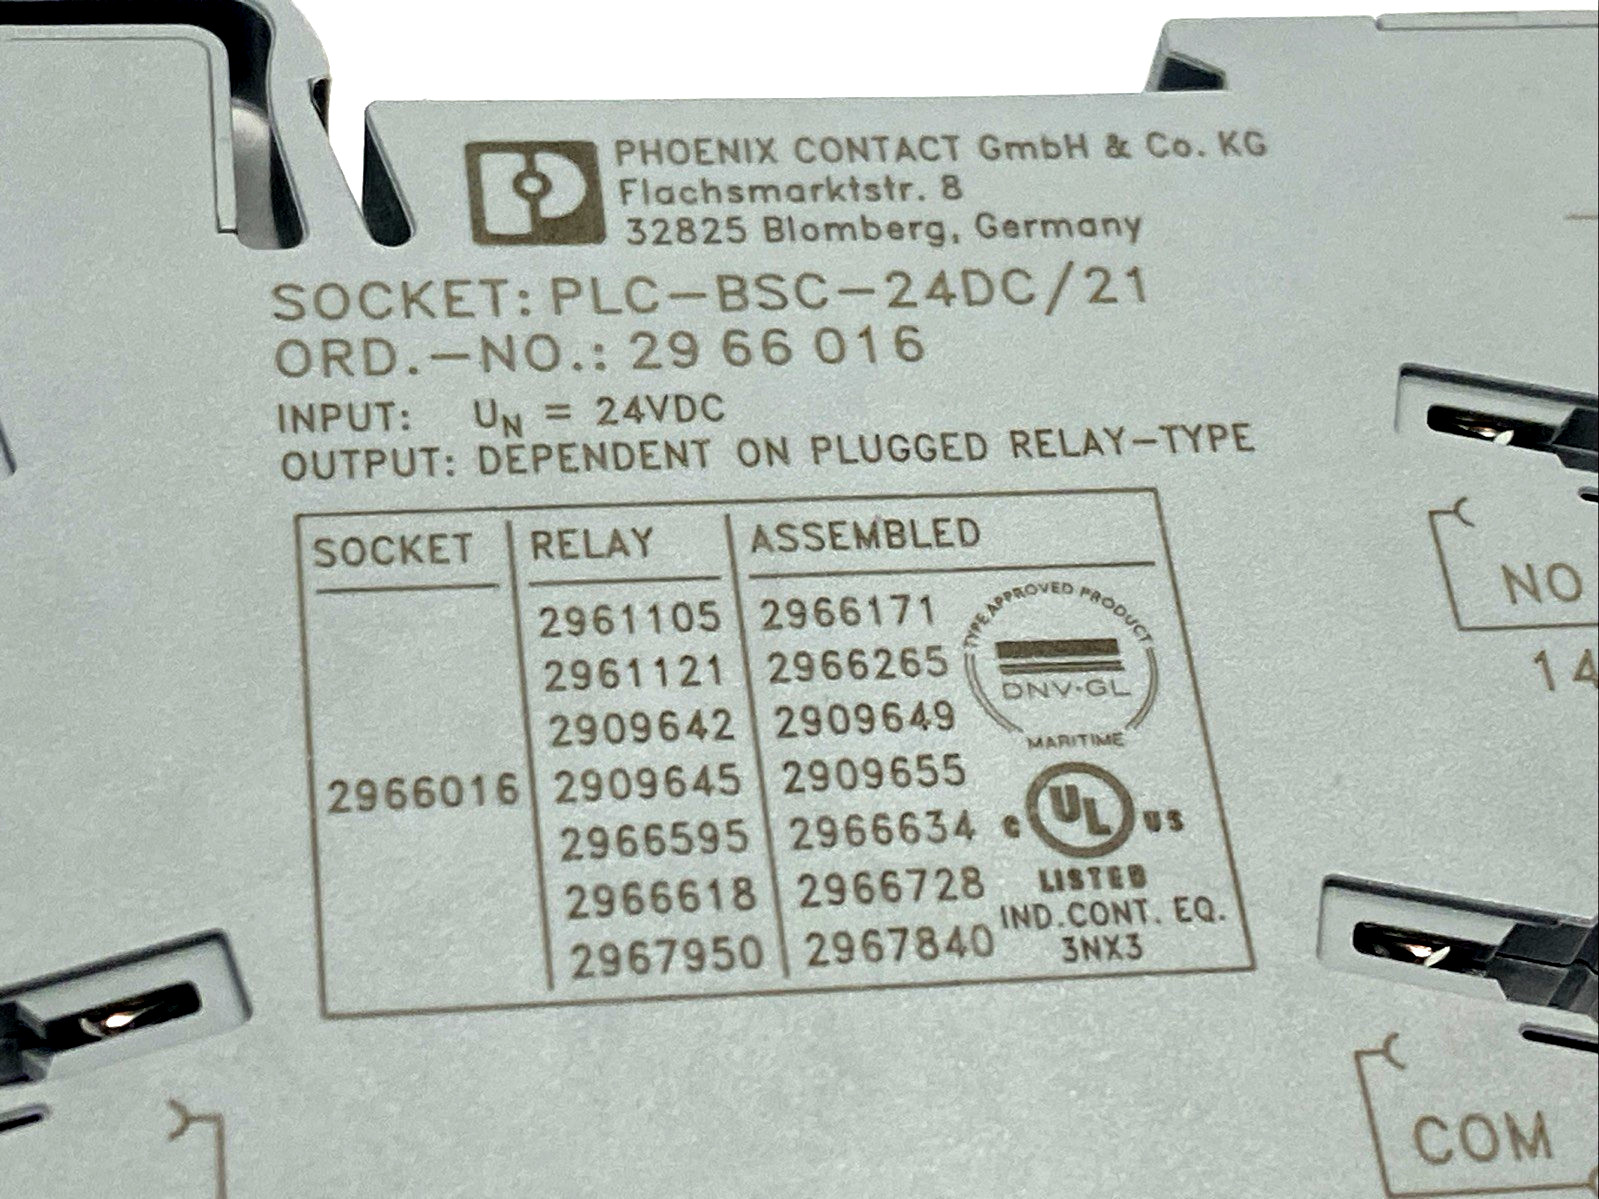 PHOENIX CONTACT GmbH & Co. KG
Flachsmarktstr. 8
32825 Blomberg, Germany
SOCKET: PLC-BSC-24DC/21
ORD.-NO.: 29 66 016
INPUT: UN = 24VDC
OUTPUT: DEPENDENT ON PLUGGED RELAY-TYPE
SOCKET RELAY ASSEMBLED
2961105 2966171
2961121 2966265
2909642 2909649
2966016 2909645 2909655
2966595 2966634
2966618 2966728
2967950 2967840
TYPE APPROVED PRODUCT
DNV·GL
MARITIME
c UL US
LISTED
IND.CONT. EQ.
3NX3
NO
14
COM